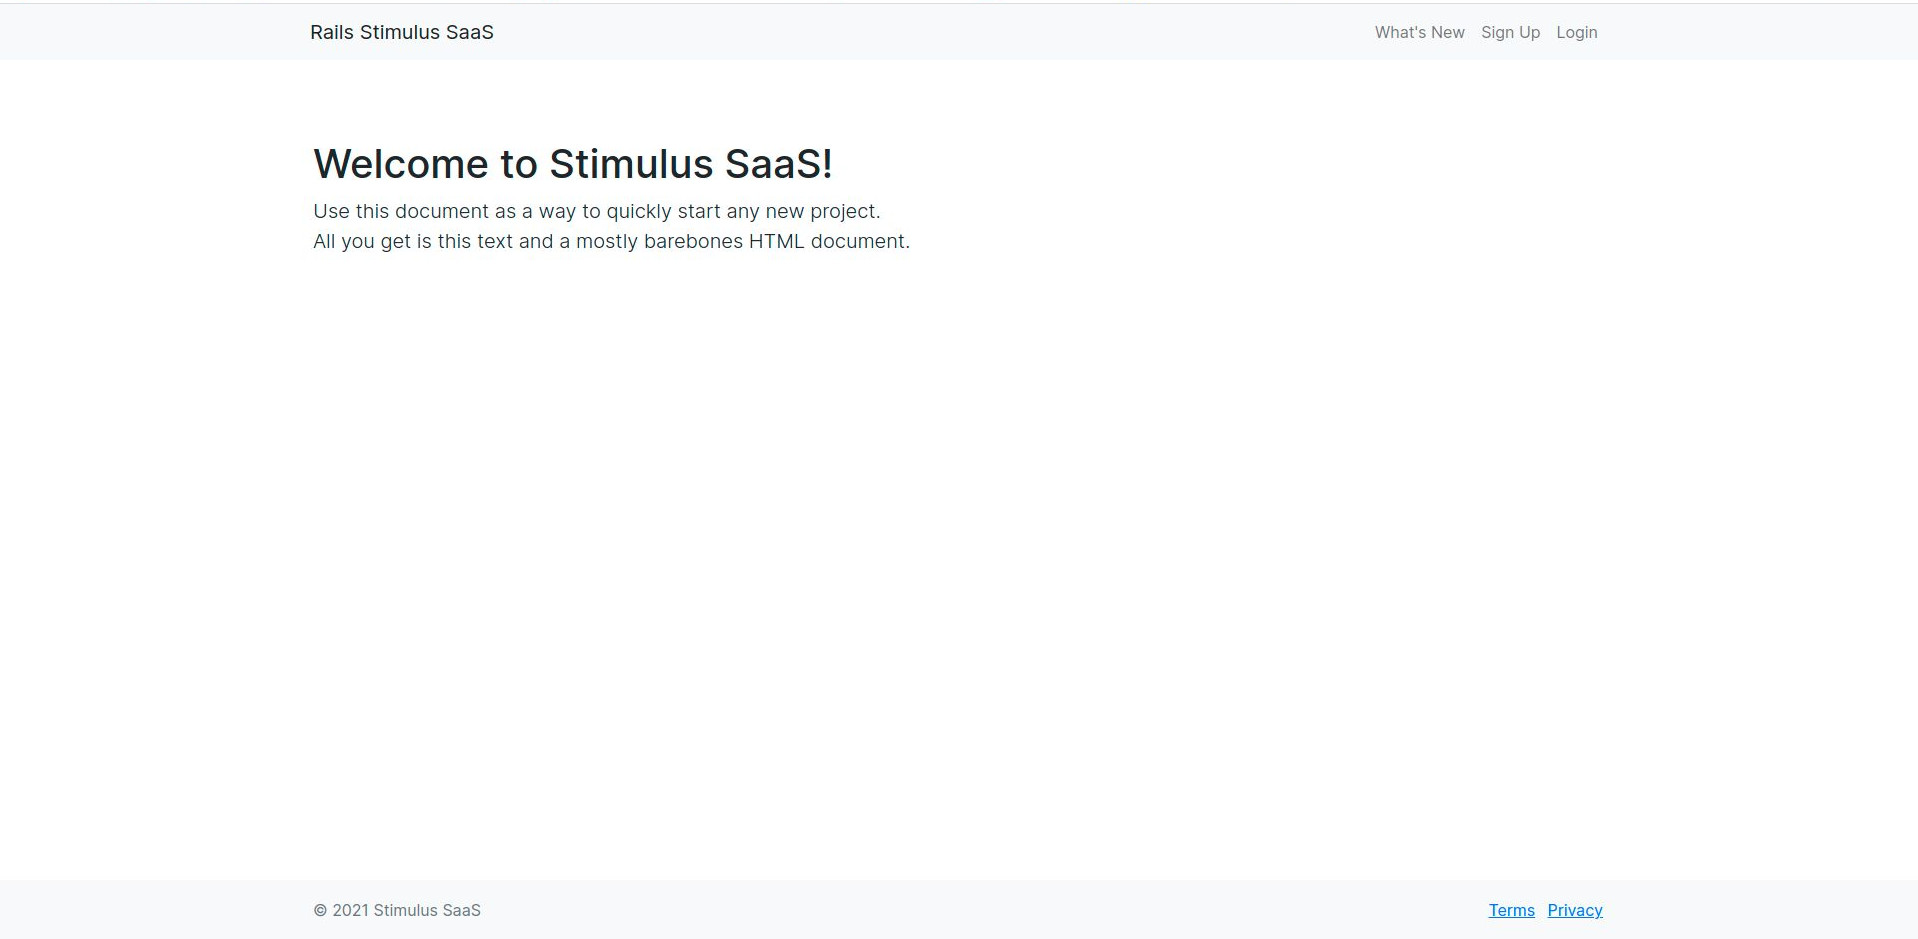 Rails Stimulus SaaS
What's New Sign Up Login
Welcome to Stimulus SaaS!
Use this document as a way to quickly start any new project.
All you get is this text and a mostly barebones HTML document.
© 2021 Stimulus SaaS
Terms Privacy